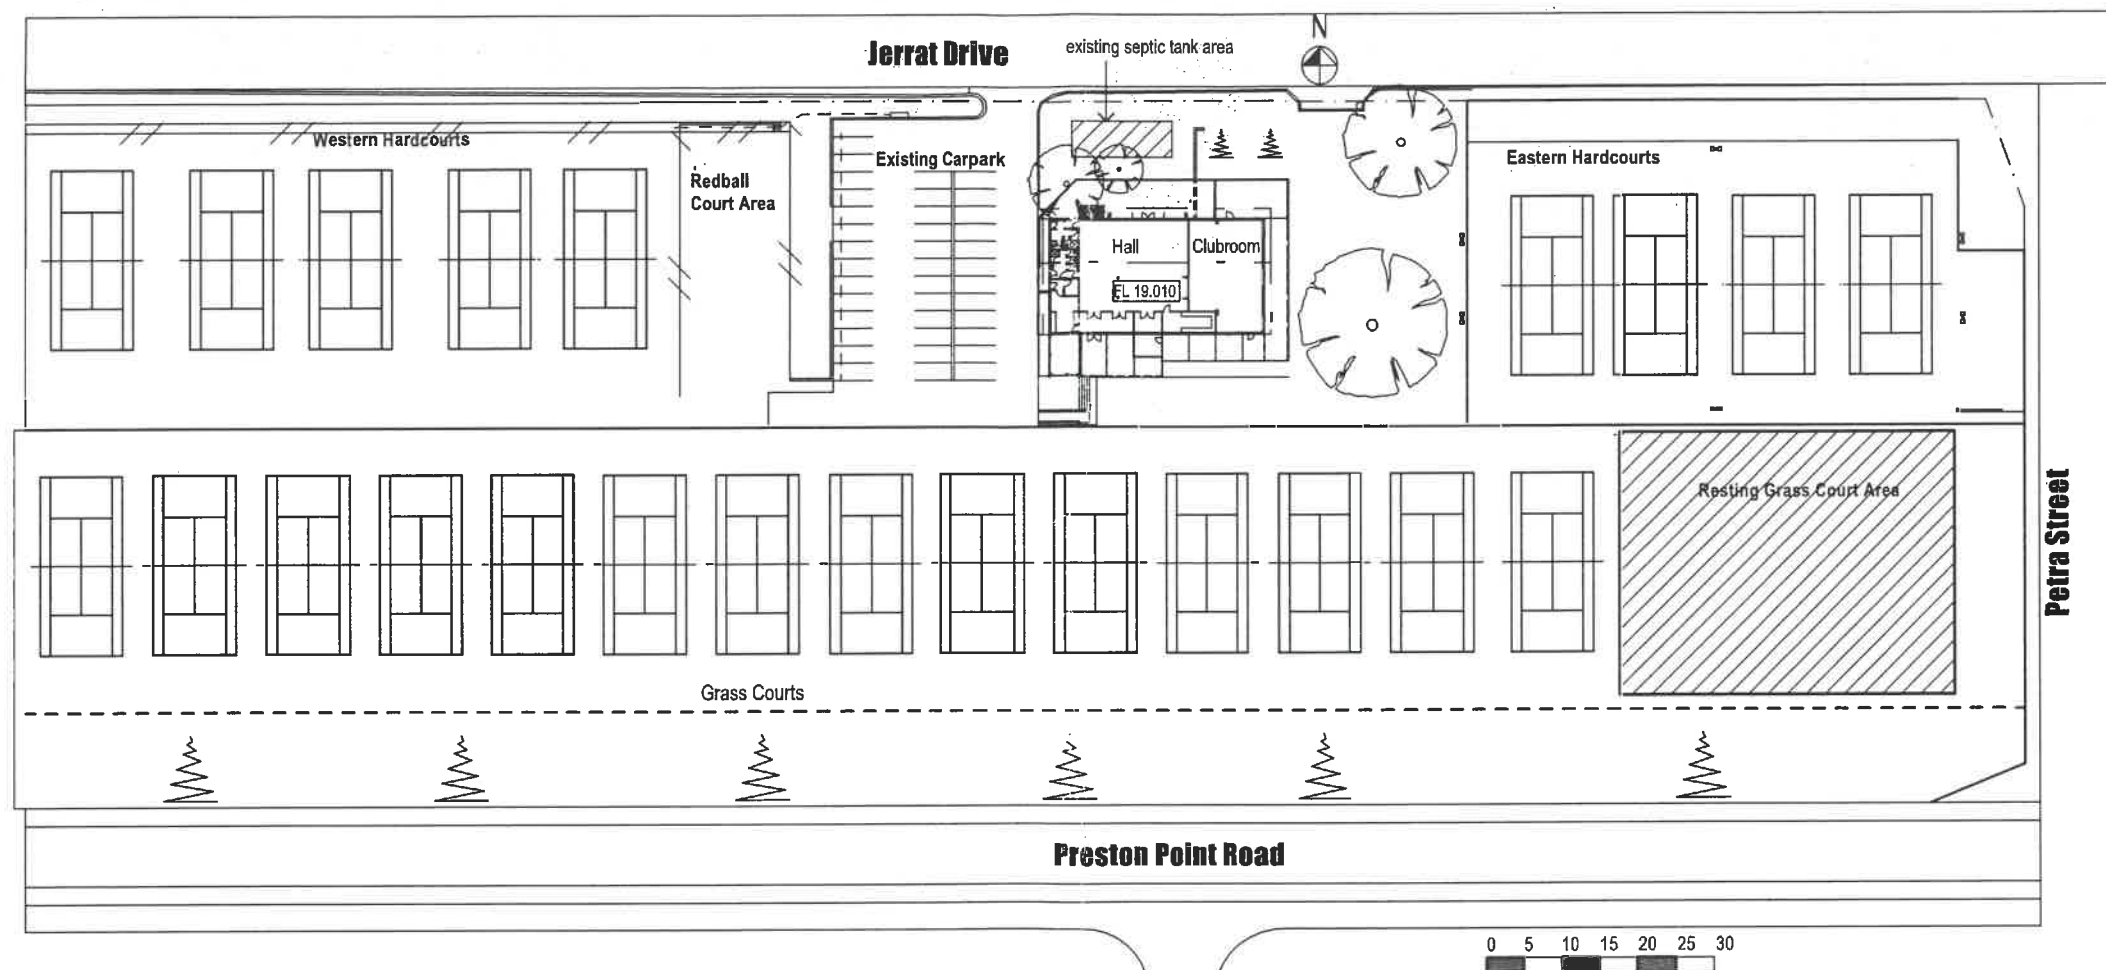 N
Jerrat Drive
existing septic tank area
Western Hardcourts
Existing Carpark
Eastern Hardcourts
Redball
Court Area
Hall
Clubroom
FL 19.010
Resting Grass Court Area
Petra Street
Grass Courts
Preston Point Road
0 5 10 15 20 25 30